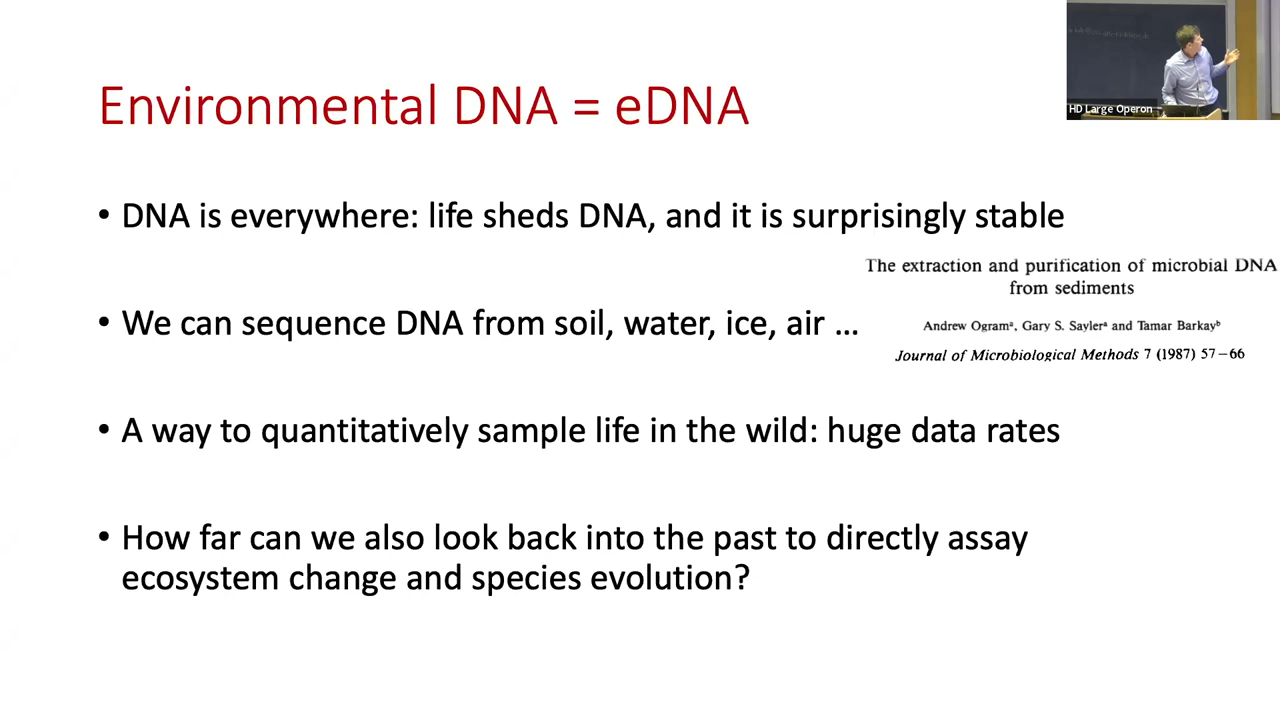 HD Large Operon
Environmental DNA = eDNA
• DNA is everywhere: life sheds DNA, and it is surprisingly stable
The extraction and purification of microbial DNA
from sediments
• We can sequence DNA from soil, water, ice, air ...
Andrew Ogramᵃ, Gary S. Saylerᵃ and Tamar Barkayᵇ
Journal of Microbiological Methods 7 (1987) 57–66
• A way to quantitatively sample life in the wild: huge data rates
• How far can we also look back into the past to directly assay
ecosystem change and species evolution?